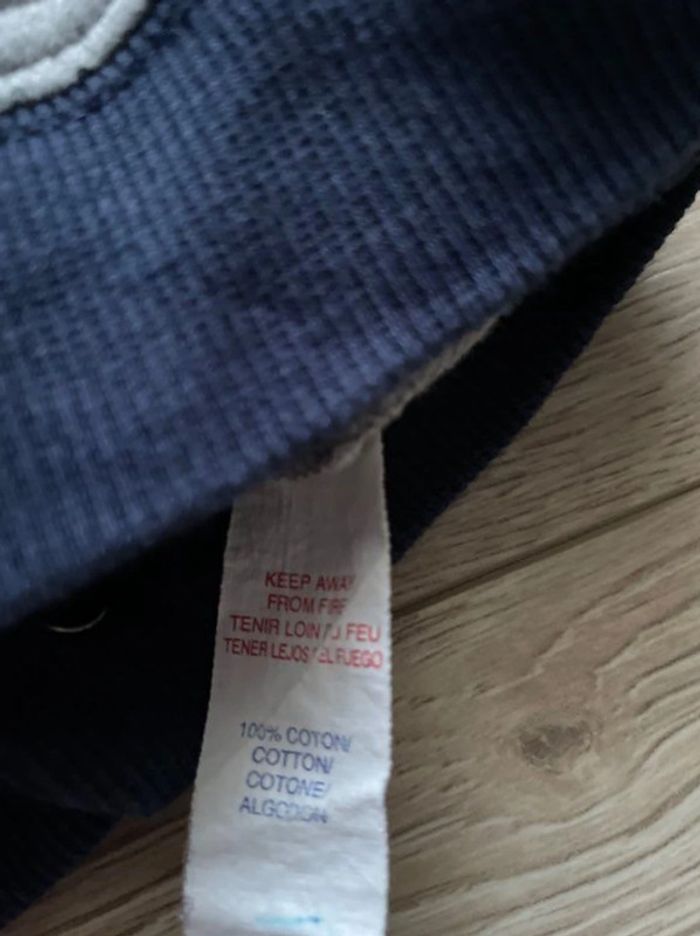 KEEP AWAY
FROM FIRE
TENIR LOIN DU FEU
TENER LEJOS DEL FUEGO
100% COTON/
COTTON/
COTONE/
ALGODON